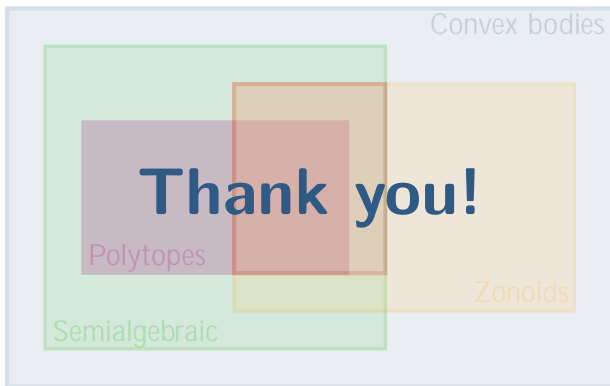 Convex bodies
Thank you!
Polytopes
Zonoids
Semialgebraic